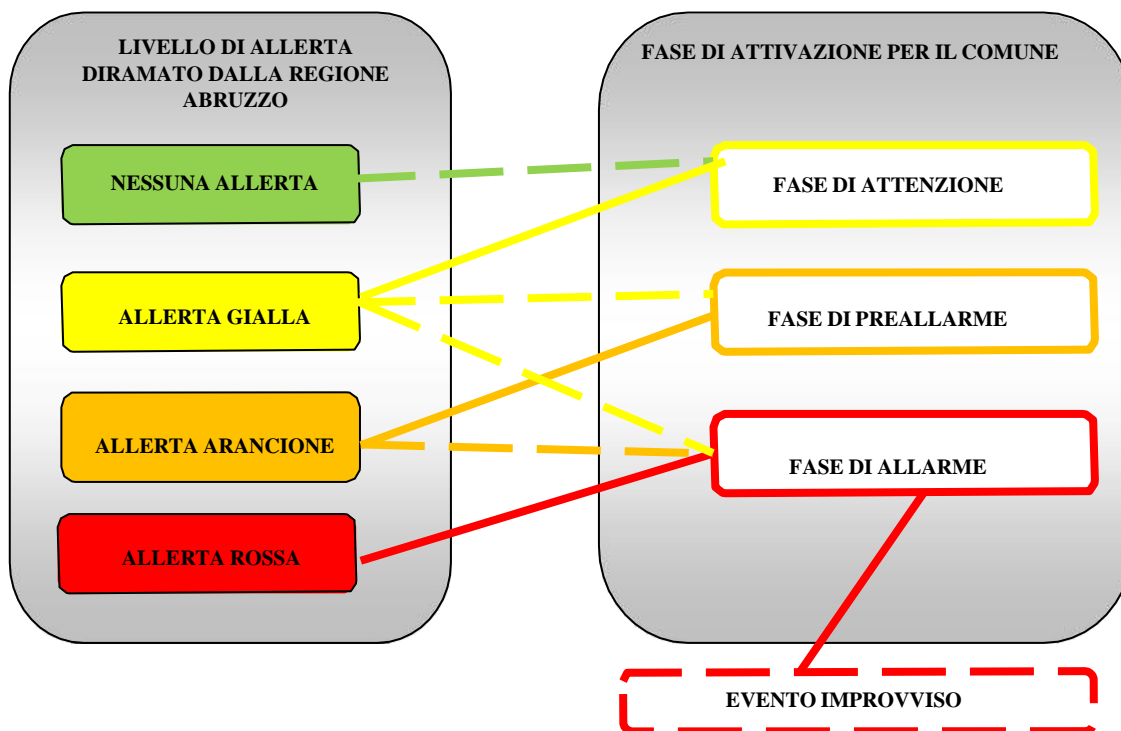 LIVELLO DI ALLERTA
DIRAMATO DALLA REGIONE
ABRUZZO
NESSUNA ALLERTA
ALLERTA GIALLA
ALLERTA ARANCIONE
ALLERTA ROSSA
FASE DI ATTIVAZIONE PER IL COMUNE
FASE DI ATTENZIONE
FASE DI PREALLARME
FASE DI ALLARME
EVENTO IMPROVVISO